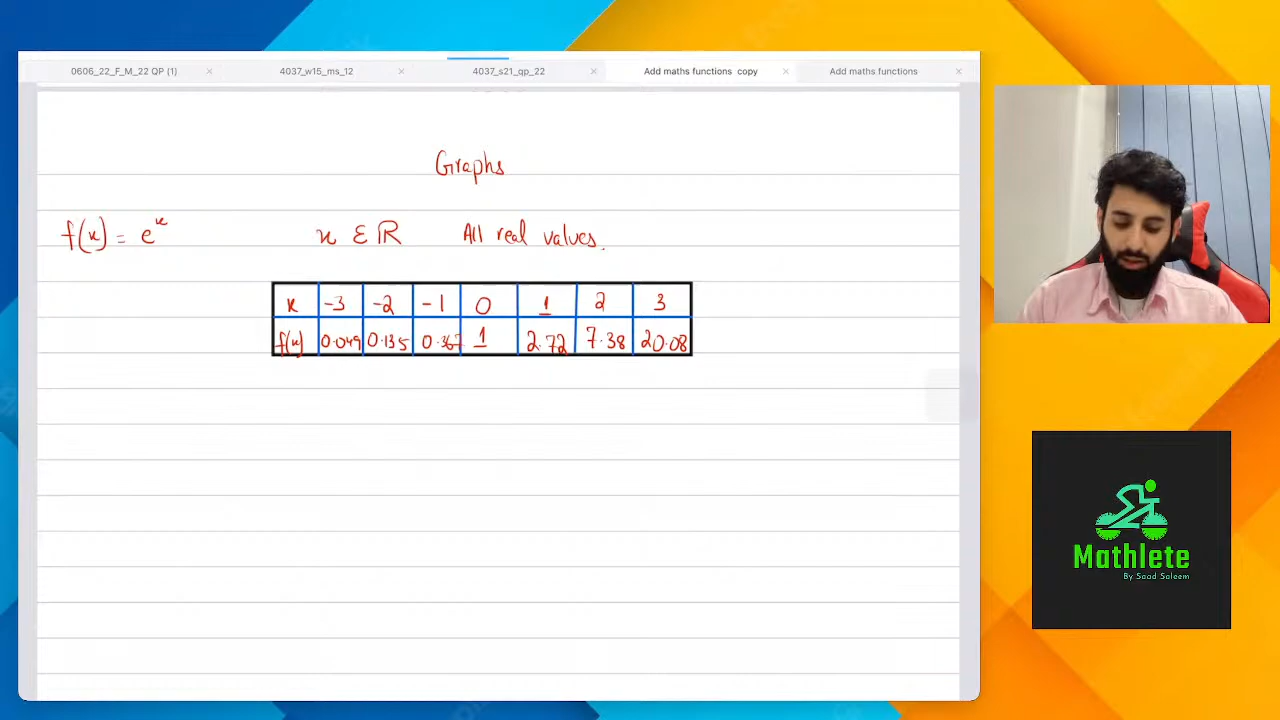 0606_22_F_M_22 QP (1) × 4037_w15_ms_12 × 4037_s21_qp_22 × Add maths functions copy × Add maths functions ×
Graphs
f(x) = e^x x ∈ ℝ All real values.
x -3 -2 -1 0 1 2 3
f(x) 0.049 0.135 0.367 1 2.72 7.38 20.08
Mathlete
By Saad Saleem